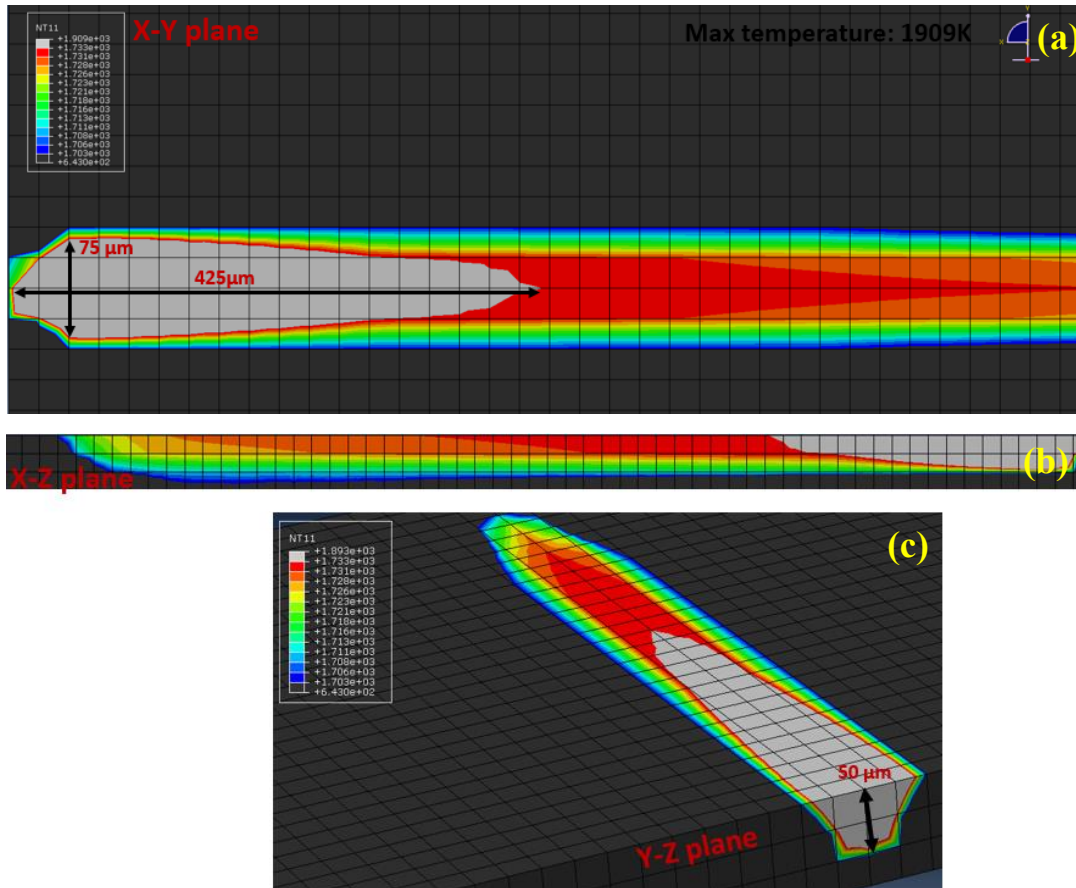 NT11
+1.909e+03
+1.733e+03
+1.731e+03
+1.728e+03
+1.726e+03
+1.723e+03
+1.721e+03
+1.718e+03
+1.716e+03
+1.713e+03
+1.711e+03
+1.708e+03
+1.706e+03
+1.703e+03
+6.430e+02
X-Y plane
Max temperature: 1909K
Y
X
(a)
75 μm
425μm
X-Z plane
(b)
NT11
+1.893e+03
+1.733e+03
+1.731e+03
+1.728e+03
+1.726e+03
+1.723e+03
+1.721e+03
+1.718e+03
+1.716e+03
+1.713e+03
+1.711e+03
+1.708e+03
+1.706e+03
+1.703e+03
+6.430e+02
(c)
50 μm
Y-Z plane